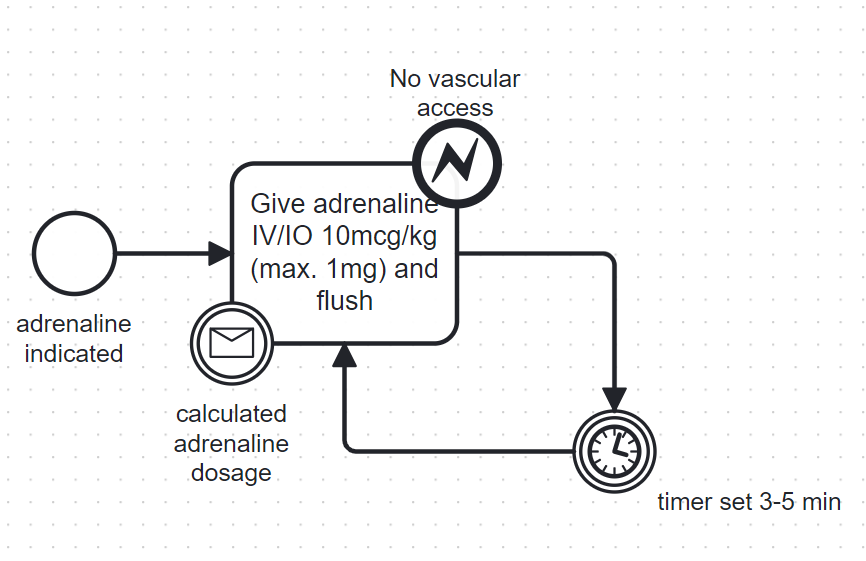 No vascular
access
Give adrenaline
IV/IO 10mcg/kg
(max. 1mg) and
flush
adrenaline
indicated
calculated
adrenaline
dosage
timer set 3-5 min